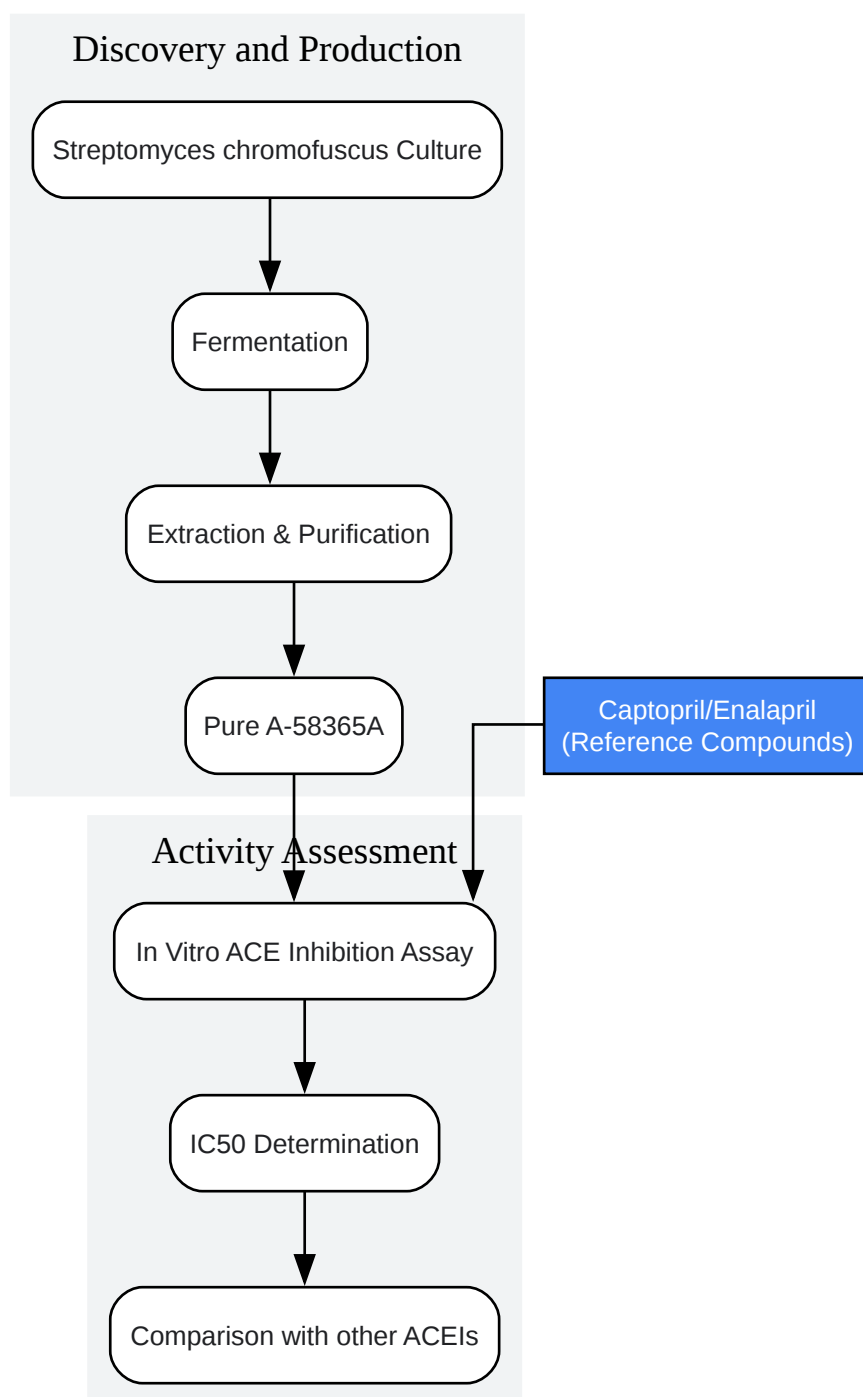 Discovery and Production
Streptomyces chromofuscus Culture
Fermentation
Extraction & Purification
Pure A-58365A
Captopril/Enalapril
(Reference Compounds)
Activity Assessment
In Vitro ACE Inhibition Assay
IC50 Determination
Comparison with other ACEIs